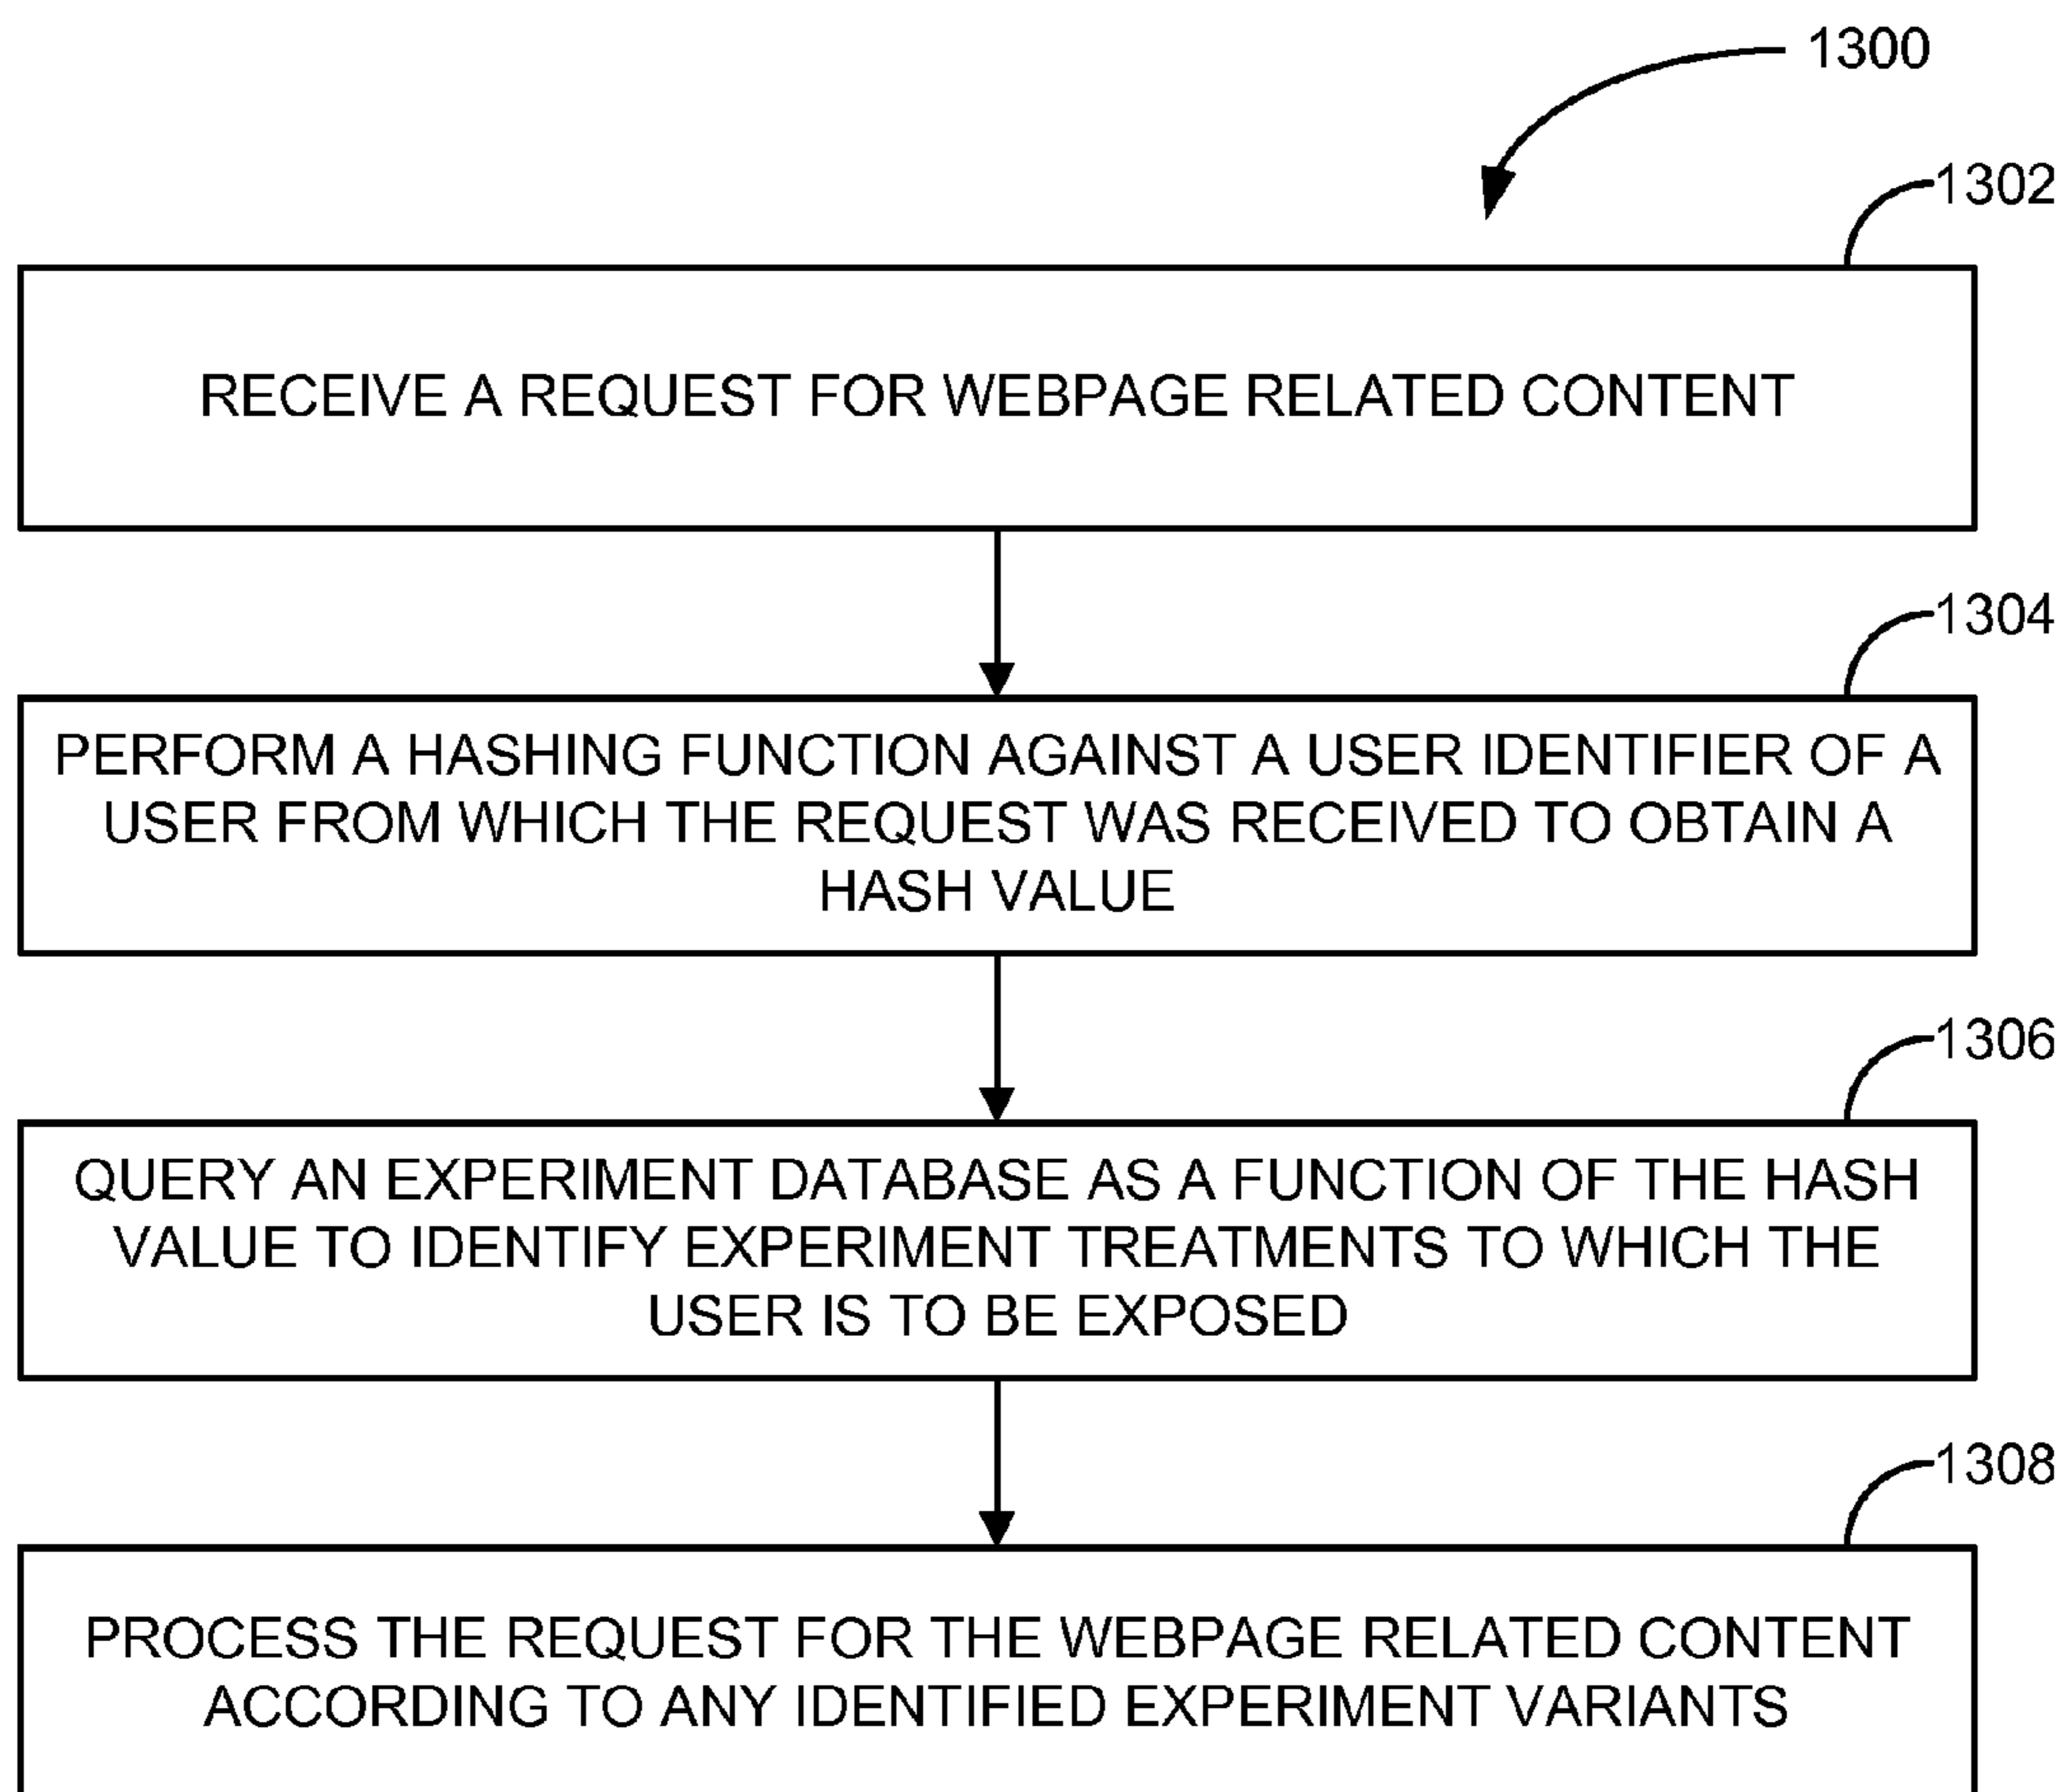 1300
1302
RECEIVE A REQUEST FOR WEBPAGE RELATED CONTENT
1304
PERFORM A HASHING FUNCTION AGAINST A USER IDENTIFIER OF A
USER FROM WHICH THE REQUEST WAS RECEIVED TO OBTAIN A
HASH VALUE
1306
QUERY AN EXPERIMENT DATABASE AS A FUNCTION OF THE HASH
VALUE TO IDENTIFY EXPERIMENT TREATMENTS TO WHICH THE
USER IS TO BE EXPOSED
1308
PROCESS THE REQUEST FOR THE WEBPAGE RELATED CONTENT
ACCORDING TO ANY IDENTIFIED EXPERIMENT VARIANTS